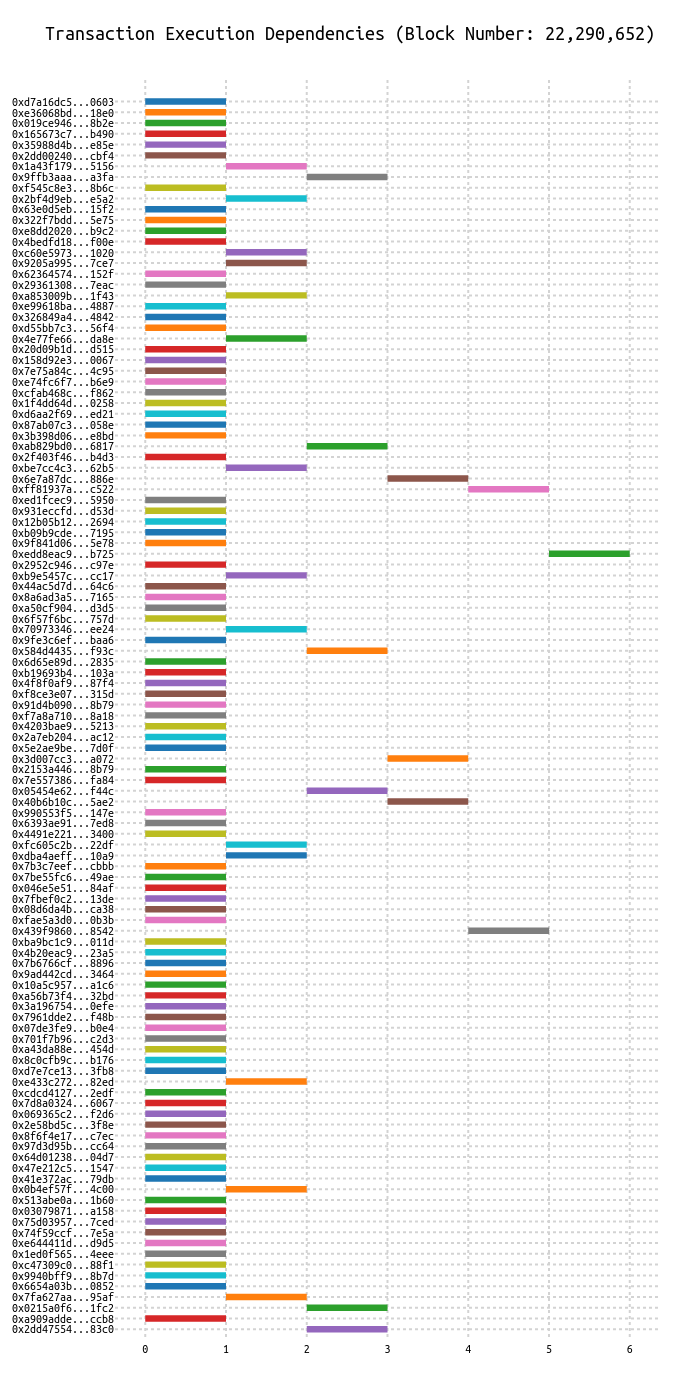 Transaction Execution Dependencies (Block Number: 22,290,652)
0xd7a16dc5...0603
0xe36068bd...18e0
0x019ce946...8b2e
0x165673c7...b490
0x35988d4b...e85e
0x2dd00240...cbf4
0x1a43f179...5156
0x9ffb3aaa...a3fa
0xf545c8e3...8b6c
0x2bf4d9eb...e5a2
0x63e0d5eb...15f2
0x322f7bdd...5e75
0xe8dd2020...b9c2
0x4bedfd18...f00e
0xc60e5973...1020
0x9205a995...7ce7
0x62364574...152f
0x29361308...7eac
0xa853009b...1f43
0xe99618ba...4887
0x326849a4...4842
0xd55bb7c3...56f4
0x4e77fe66...da8e
0x20d09b1d...d515
0x158d92e3...0067
0x7e75a84c...4c95
0xe74fc6f7...b6e9
0xcfab468c...f862
0x1f4dd64d...0258
0xd6aa2f69...ed21
0x87ab07c3...058e
0x3b398d06...e8bd
0xab829bd0...6817
0x2f403f46...b4d3
0xbe7cc4c3...62b5
0x6e7a87dc...886e
0xff81937a...c522
0xed1fcec9...5950
0x931eccfd...d53d
0x12b05b12...2694
0xb09b9cde...7195
0x9f841d06...5e78
0xedd8eac9...b725
0x2952c946...c97e
0xb9e5457c...cc17
0x44ac5d7d...64c6
0x8a6ad3a5...7165
0xa50cf904...d3d5
0x6f57f6bc...757d
0x70973346...ee24
0x9fe3c6ef...baa6
0x584d4435...f93c
0x6d65e89d...2835
0xb19693b4...103a
0x4f8f0af9...87f4
0xf8ce3e07...315d
0x91d4b090...8b79
0xf7a8a710...8a18
0x4203bae9...5213
0x2a7eb204...ac12
0x5e2ae9be...7d0f
0x3d007cc3...a072
0x2153a446...8b79
0x7e557386...fa84
0x05454e62...f44c
0x40b6b10c...5ae2
0x990553f5...147e
0x6393ae91...7ed8
0x4491e221...3400
0xfc605c2b...22df
0xdba4aeff...10a9
0x7b3c7eef...cbbb
0x7be55fc6...49ae
0x046e5e51...84af
0x7fbef0c2...13de
0x08d6da4b...ca38
0xfae5a3d0...0b3b
0x439f9860...8542
0xba9bc1c9...011d
0x4b20eac9...23a5
0x7b6766cf...8896
0x9ad442cd...3464
0x10a5c957...a1c6
0xa56b73f4...32bd
0x3a196754...0efe
0x7961dde2...f48b
0x07de3fe9...b0e4
0x701f7b96...c2d3
0xa43da88e...454d
0x8c0cfb9c...b176
0xd7e7ce13...3fb8
0xe433c272...82ed
0xcdcd4127...2edf
0x7d8a0324...6067
0x069365c2...f2d6
0x2e58bd5c...3f8e
0x8f6f4e17...c7ec
0x97d3d95b...cc64
0x64d01238...04d7
0x47e212c5...1547
0x41e372ac...79db
0x0b4ef57f...4c00
0x513abe0a...1b60
0x03079871...a158
0x75d03957...7ced
0x74f59ccf...7e5a
0xe644411d...d9d5
0x1ed0f565...4eee
0xc47309c0...88f1
0x9940bff9...8b7d
0x6654a03b...0852
0x7fa627aa...95af
0x0215a0f6...1fc2
0xa909adde...ccb8
0x2dd47554...83c0
0 1 2 3 4 5 6